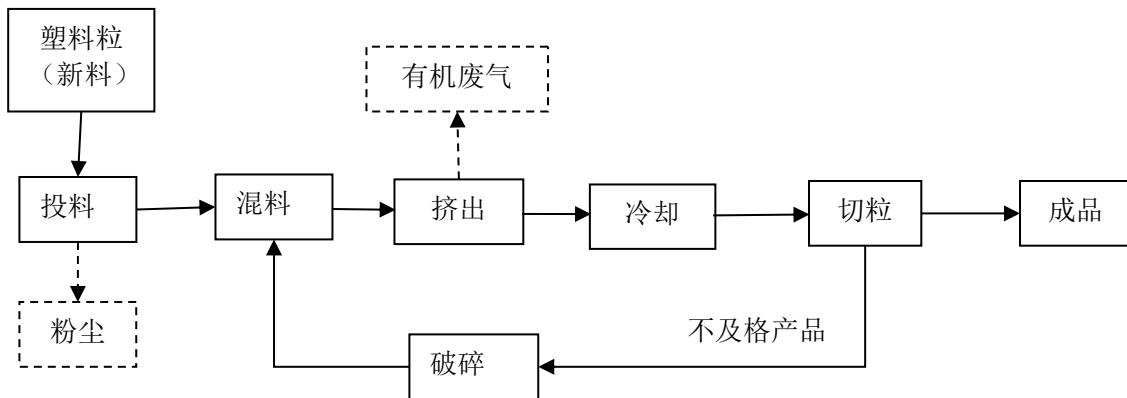 塑料粒
（新料）
有机废气
投料
混料
挤出
冷却
切粒
成品
粉尘
破碎
不及格产品